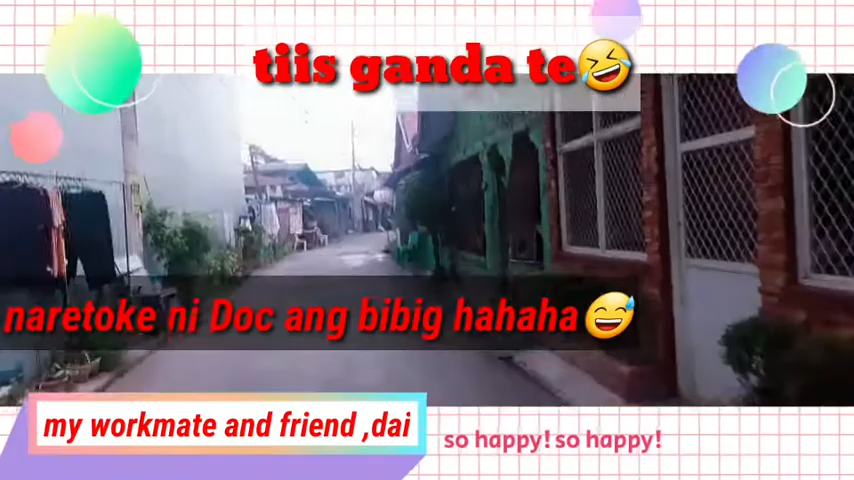 tiis ganda te🤣
naretoke ni Doc ang bibig hahaha😅
my workmate and friend ,dai
so happy! so happy!